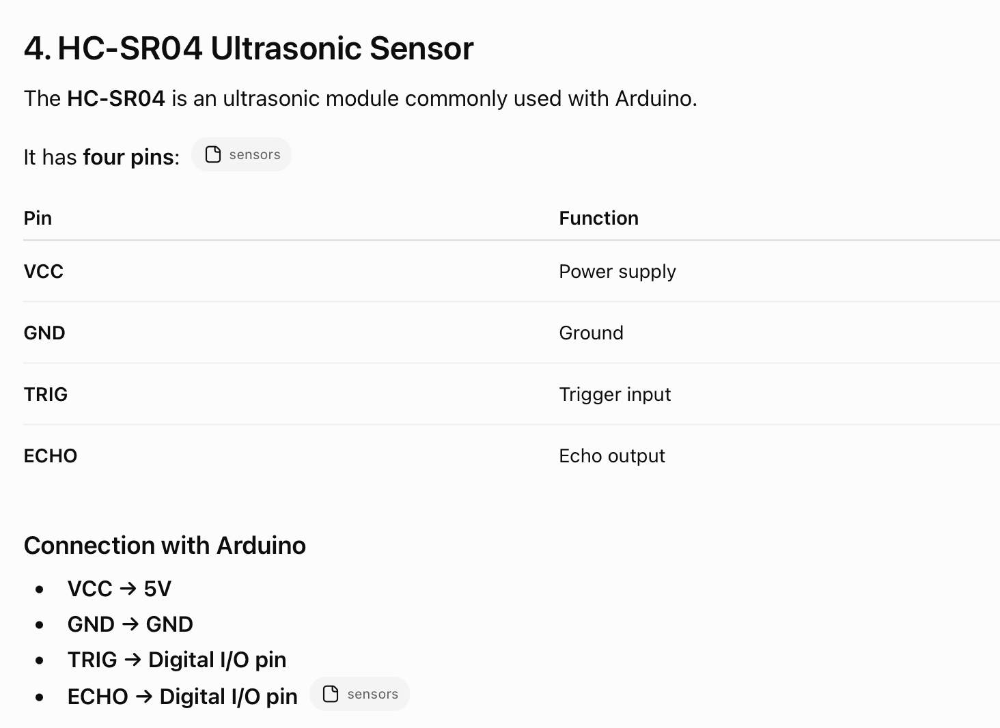 4. HC-SR04 Ultrasonic Sensor
The HC-SR04 is an ultrasonic module commonly used with Arduino.
It has four pins: sensors
Pin Function
VCC Power supply
GND Ground
TRIG Trigger input
ECHO Echo output
Connection with Arduino
• VCC → 5V
• GND → GND
• TRIG → Digital I/O pin
• ECHO → Digital I/O pin sensors